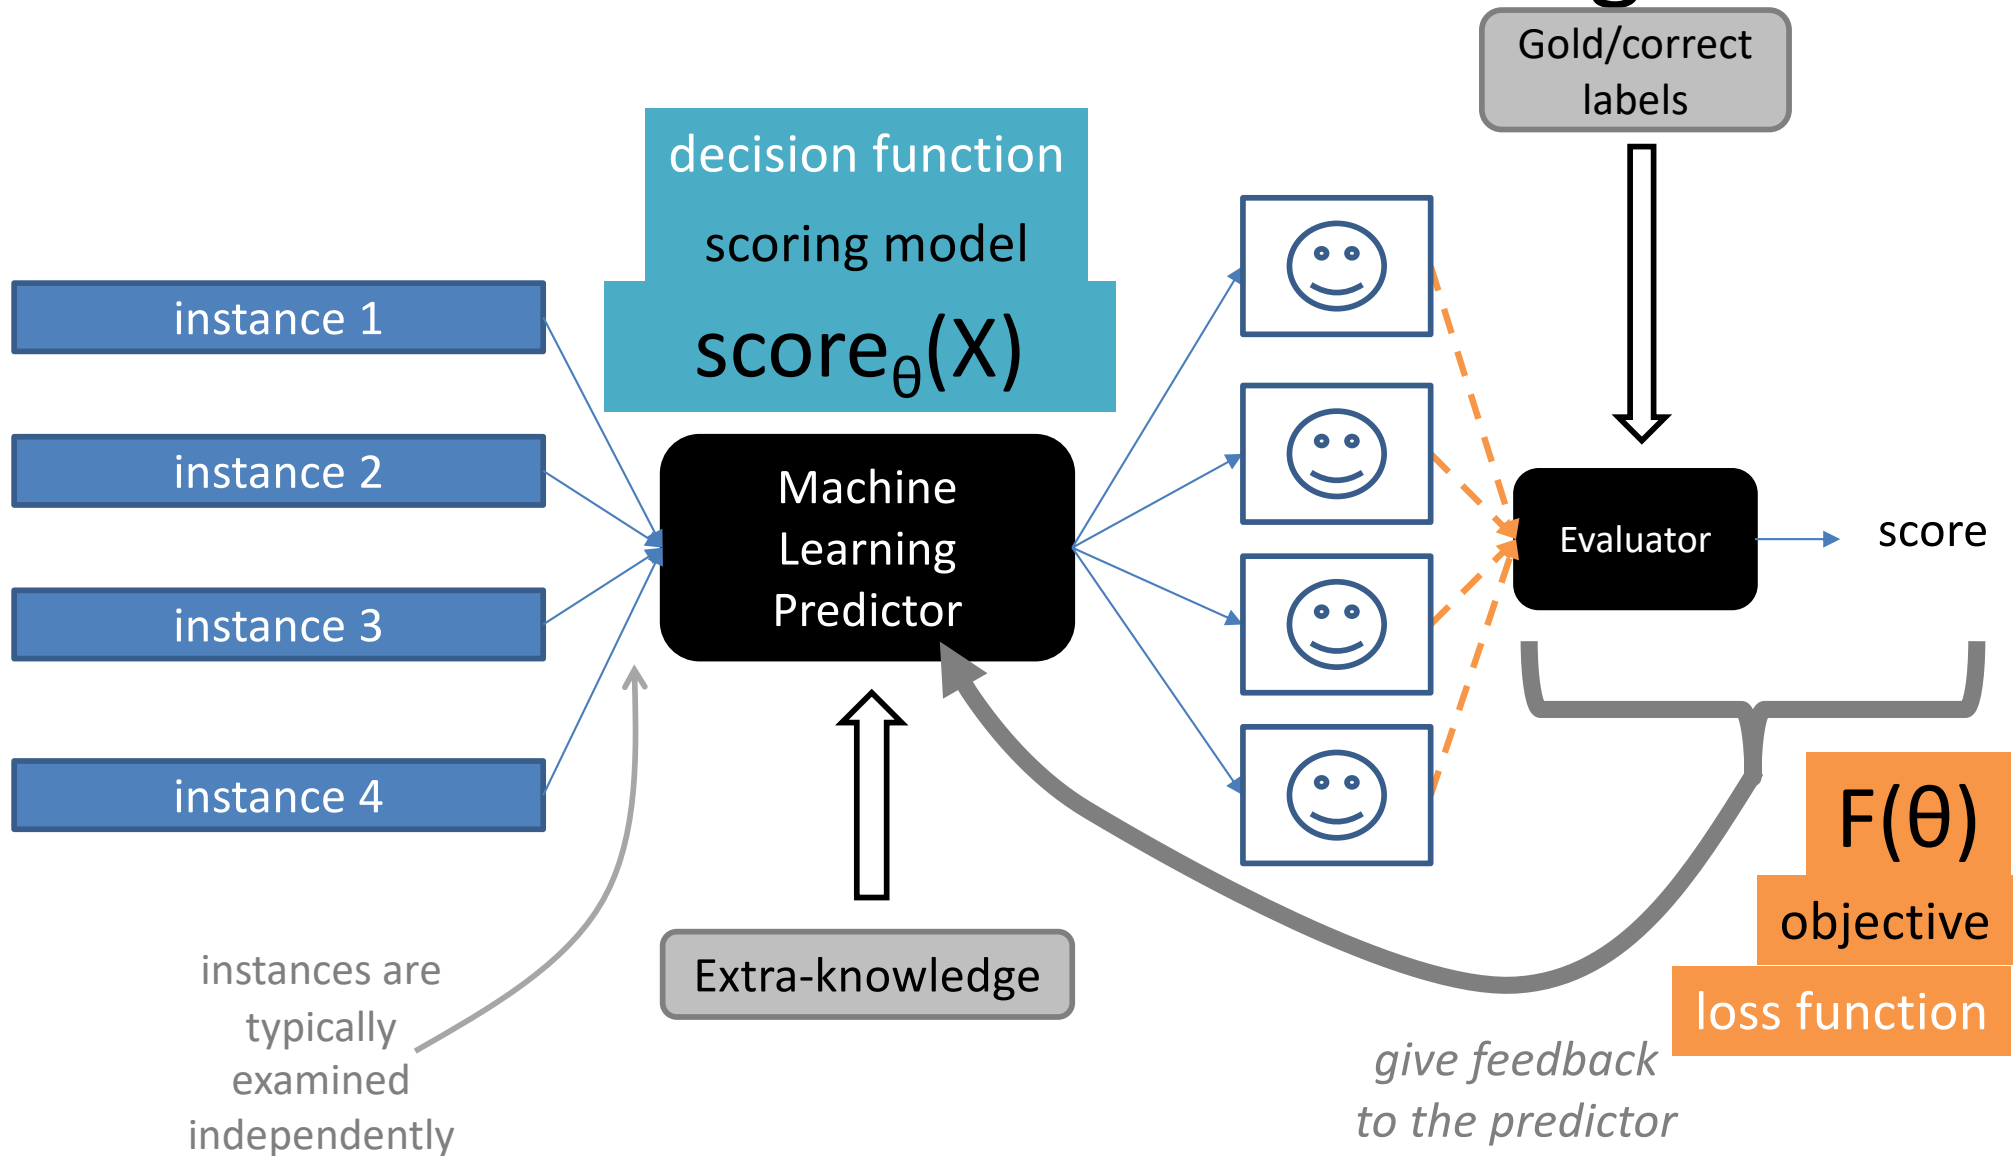 Gold/correct
labels
decision function
scoring model
scoreθ(X)
instance 1
instance 2
instance 3
instance 4
Machine
Learning
Predictor
Evaluator
score
Extra-knowledge
F(θ)
objective
loss function
instances are
typically
examined
independently
give feedback
to the predictor